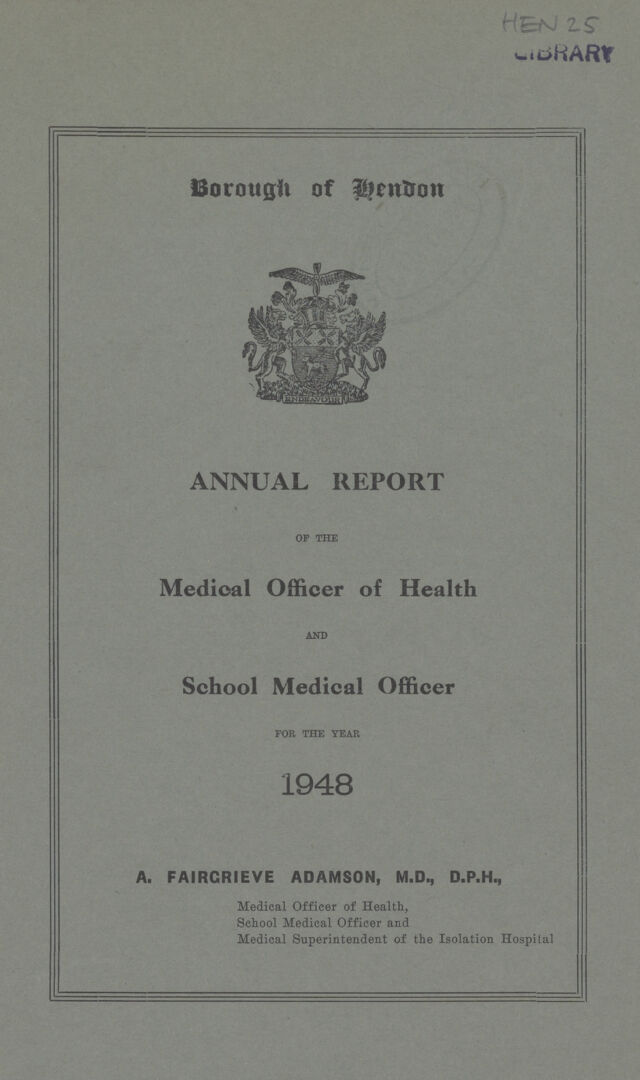 HEN 25
LIBRARY
Borough of Hendon
ENDEAVOUR
ANNUAL REPORT
OF THE
Medical Officer of Health
AND
School Medical Officer
FOR THE YEAR
1948
A. FAIRGRIEVE ADAMSON, M.D., D.P.H.,
Medical Officer of Health,
School Medical Officer and
Medical Superintendent of the Isolation Hospital